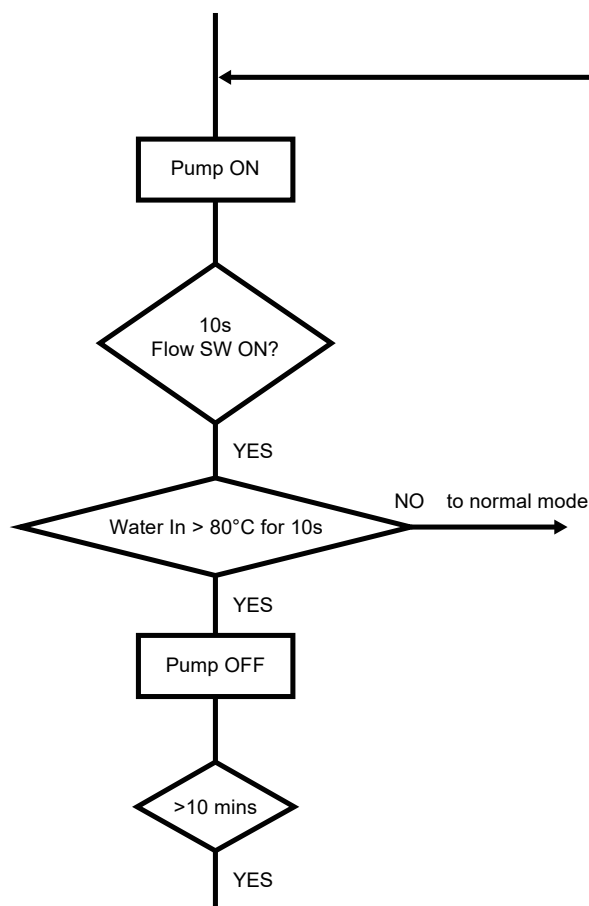 Pump ON
10s
Flow SW ON?
YES
NO to normal mode
Water In > 80°C for 10s
YES
Pump OFF
>10 mins
YES